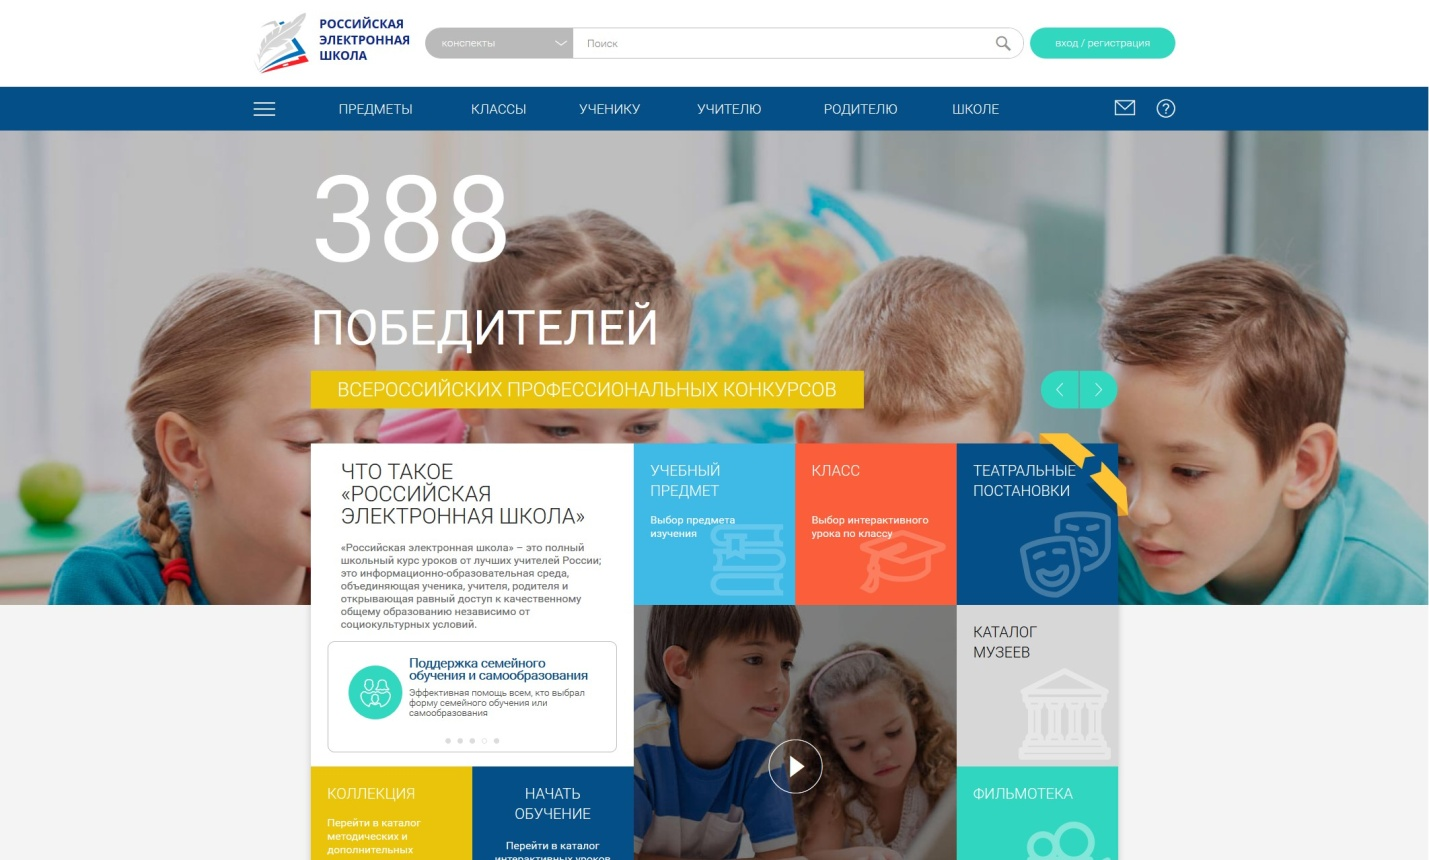 РОССИЙСКАЯ
ЭЛЕКТРОННАЯ
ШКОЛА
конспекты
Поиск
вход / регистрация
ПРЕДМЕТЫ
КЛАССЫ
УЧЕНИКУ
УЧИТЕЛЮ
РОДИТЕЛЮ
ШКОЛЕ
388
ПОБЕДИТЕЛЕЙ
ВСЕРОССИЙСКИХ ПРОФЕССИОНАЛЬНЫХ КОНКУРСОВ
ЧТО ТАКОЕ
«РОССИЙСКАЯ
ЭЛЕКТРОННАЯ ШКОЛА»
«Российская электронная школа» – это полный
школьный курс уроков от лучших учителей России;
это информационно-образовательная среда,
объединяющая ученика, учителя, родителя и
открывающая равный доступ к качественному
общему образованию независимо от
социокультурных условий.
Поддержка семейного
обучения и самообразования
Эффективная помощь всем, кто выбрал
форму семейного обучения или
самообразования
УЧЕБНЫЙ
ПРЕДМЕТ
Выбор предмета
изучения
КЛАСС
Выбор интерактивного
урока по классу
ТЕАТРАЛЬНЫЕ
ПОСТАНОВКИ
КАТАЛОГ
МУЗЕЕВ
КОЛЛЕКЦИЯ
Перейти в каталог
методических и
дополнительных
НАЧАТЬ
ОБУЧЕНИЕ
Перейти в каталог
интерактивных уроков
ФИЛЬМОТЕКА